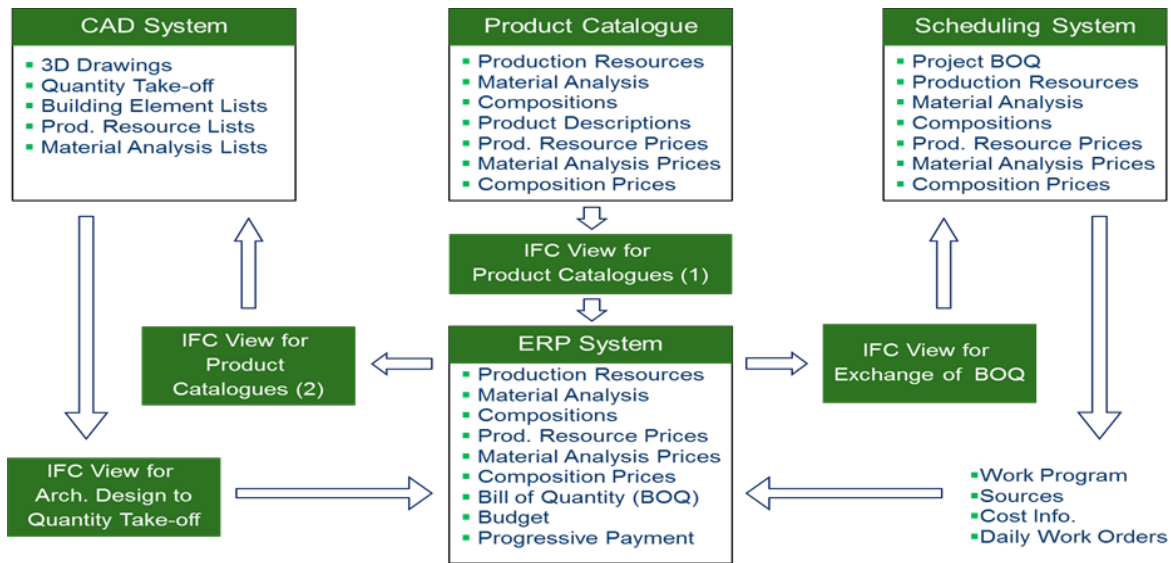 CAD System
3D Drawings
Quantity Take-off
Building Element Lists
Prod. Resource Lists
Material Analysis Lists
Product Catalogue
Production Resources
Material Analysis
Compositions
Product Descriptions
Prod. Resource Prices
Material Analysis Prices
Composition Prices
Scheduling System
Project BOQ
Production Resources
Material Analysis
Compositions
Prod. Resource Prices
Material Analysis Prices
Composition Prices
IFC View for
Product Catalogues (1)
IFC View for
Product
Catalogues (2)
ERP System
Production Resources
Material Analysis
Compositions
Prod. Resource Prices
Material Analysis Prices
Composition Prices
Bill of Quantity (BOQ)
Budget
Progressive Payment
IFC View for
Exchange of BOQ
IFC View for
Arch. Design to
Quantity Take-off
Work Program
Sources
Cost Info.
Daily Work Orders